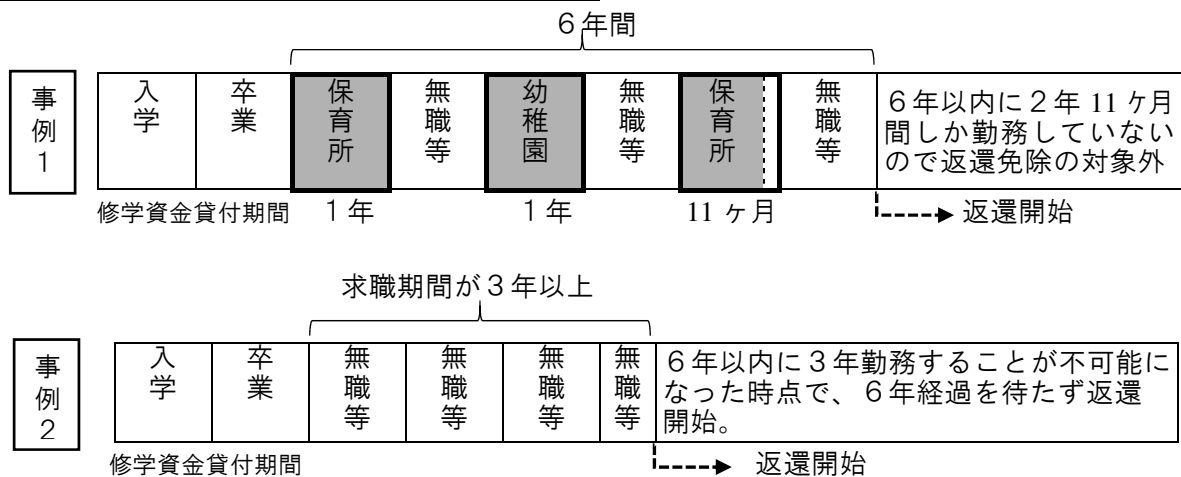 6年間
事例1
入学
卒業
保育所
無職等
幼稚園
無職等
保育所
無職等
6年以内に2年 11 ケ月
間しか勤務していない
ので返還免除の対象外
修学資金貸付期間
1年
1年
11 ヶ月
返還開始
求職期間が3年以上
事例2
入学
卒業
無職等
無職等
無職等
無職等
6年以内に3年勤務することが不可能に
なった時点で、6年経過を待たず返還
開始。
修学資金貸付期間
返還開始